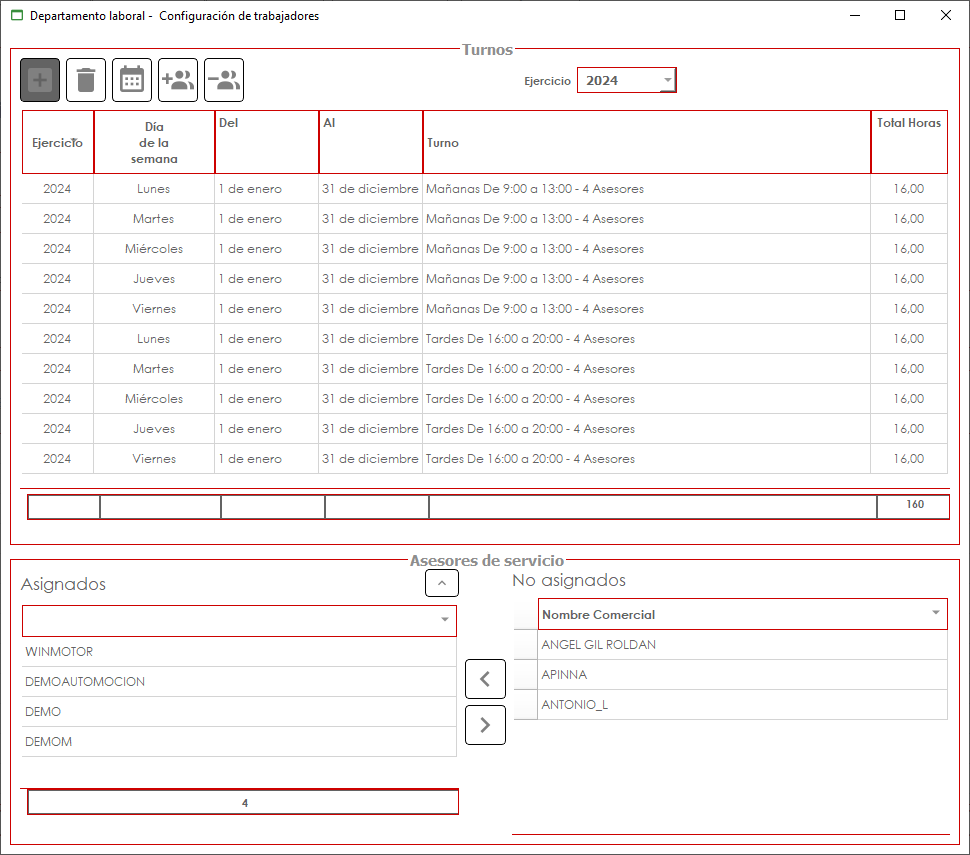 Departamento laboral -  Configuración de trabajadores
Turnos
Ejercicio 2024
Ejercicio Día de la semana Del Al Turno Total Horas
2024 Lunes 1 de enero 31 de diciembre Mañanas De 9:00 a 13:00 - 4 Asesores 16,00
2024 Martes 1 de enero 31 de diciembre Mañanas De 9:00 a 13:00 - 4 Asesores 16,00
2024 Miércoles 1 de enero 31 de diciembre Mañanas De 9:00 a 13:00 - 4 Asesores 16,00
2024 Jueves 1 de enero 31 de diciembre Mañanas De 9:00 a 13:00 - 4 Asesores 16,00
2024 Viernes 1 de enero 31 de diciembre Mañanas De 9:00 a 13:00 - 4 Asesores 16,00
2024 Lunes 1 de enero 31 de diciembre Tardes De 16:00 a 20:00 - 4 Asesores 16,00
2024 Martes 1 de enero 31 de diciembre Tardes De 16:00 a 20:00 - 4 Asesores 16,00
2024 Miércoles 1 de enero 31 de diciembre Tardes De 16:00 a 20:00 - 4 Asesores 16,00
2024 Jueves 1 de enero 31 de diciembre Tardes De 16:00 a 20:00 - 4 Asesores 16,00
2024 Viernes 1 de enero 31 de diciembre Tardes De 16:00 a 20:00 - 4 Asesores 16,00
160
Asesores de servicio
Asignados
WINMOTOR
DEMOAUTOMOCION
DEMO
DEMOM
4
No asignados
Nombre Comercial
ANGEL GIL ROLDAN
APINNA
ANTONIO_L